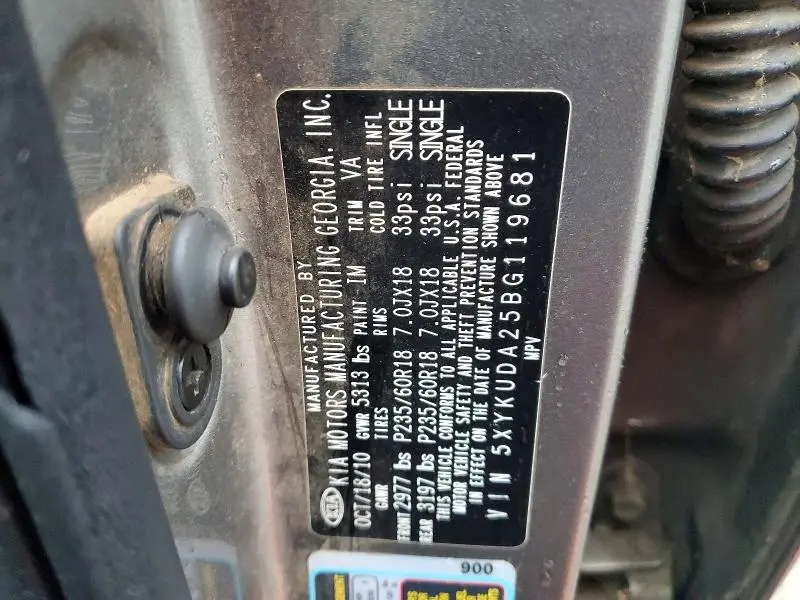 MANUFACTURED BY
KIA KIA MOTORS MANUFACTURING GEORGIA. INC.
OCT/18/10 GVWR 5313 lbs PAINT IM TRIM VA
GAWR TIRES RIMS COLD TIRE INFL
FRONT 2977 lbs P235/60R18 7.0JX18 33psi SINGLE
REAR 3197 lbs P235/60R18 7.0JX18 33psi SINGLE
THIS VEHICLE CONFORMS TO ALL APPLICABLE U.S.A. FEDERAL
MOTOR VEHICLE SAFETY AND THEFT PREVENTION STANDARDS
IN EFFECT ON THE DATE OF MANUFACTURE SHOWN ABOVE
VIN 5XYKUDA25BG119681
MPV
900